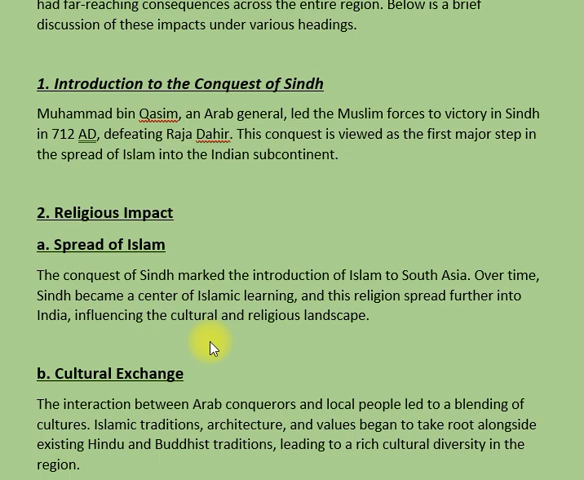 had far-reaching consequences across the entire region. Below is a brief
discussion of these impacts under various headings.
1. Introduction to the Conquest of Sindh
Muhammad bin Qasim, an Arab general, led the Muslim forces to victory in Sindh
in 712 AD, defeating Raja Dahir. This conquest is viewed as the first major step in
the spread of Islam into the Indian subcontinent.
2. Religious Impact
a. Spread of Islam
The conquest of Sindh marked the introduction of Islam to South Asia. Over time,
Sindh became a center of Islamic learning, and this religion spread further into
India, influencing the cultural and religious landscape.
b. Cultural Exchange
The interaction between Arab conquerors and local people led to a blending of
cultures. Islamic traditions, architecture, and values began to take root alongside
existing Hindu and Buddhist traditions, leading to a rich cultural diversity in the
region.